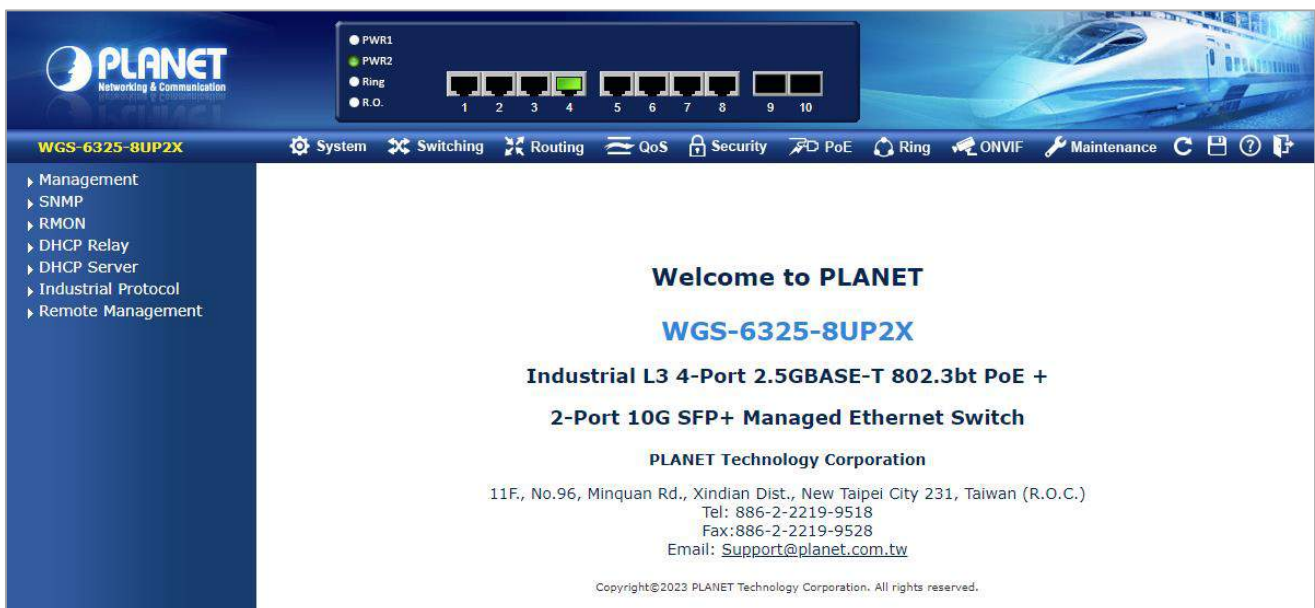 PLANET
Networking & Communication
PWR1
PWR2
Ring
R.O.
1 2 3 4 5 6 7 8 9 10
WGS-6325-8UP2X
System Switching Routing QoS Security PoE Ring ONVIF Maintenance
Management
SNMP
RMON
DHCP Relay
DHCP Server
Industrial Protocol
Remote Management
Welcome to PLANET
WGS-6325-8UP2X
Industrial L3 4-Port 2.5GBASE-T 802.3bt PoE +
2-Port 10G SFP+ Managed Ethernet Switch
PLANET Technology Corporation
11F., No.96, Minquan Rd., Xindian Dist., New Taipei City 231, Taiwan (R.O.C.)
Tel: 886-2-2219-9518
Fax:886-2-2219-9528
Email: Support@planet.com.tw
Copyright©2023 PLANET Technology Corporation. All rights reserved.